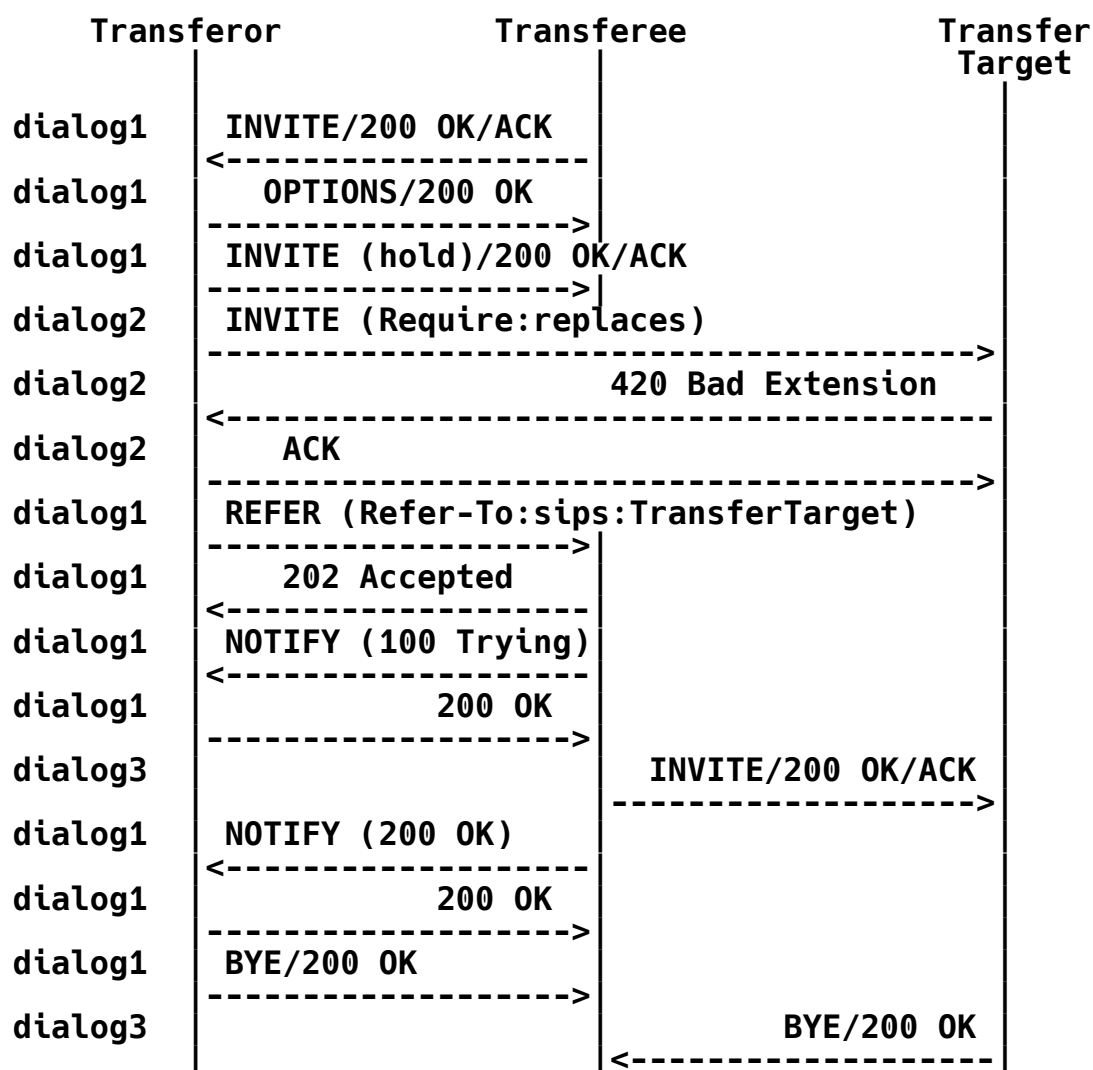 Transferor Transferee Transfer
Target
dialog1 INVITE/200 OK/ACK
dialog1 OPTIONS/200 OK
dialog1 INVITE (hold)/200 OK/ACK
dialog2 INVITE (Require:replaces)
dialog2 420 Bad Extension
dialog2 ACK
dialog1 REFER (Refer-To:sips:TransferTarget)
dialog1 202 Accepted
dialog1 NOTIFY (100 Trying)
dialog1 200 OK
dialog3 INVITE/200 OK/ACK
dialog1 NOTIFY (200 OK)
dialog1 200 OK
dialog1 BYE/200 OK
dialog3 BYE/200 OK